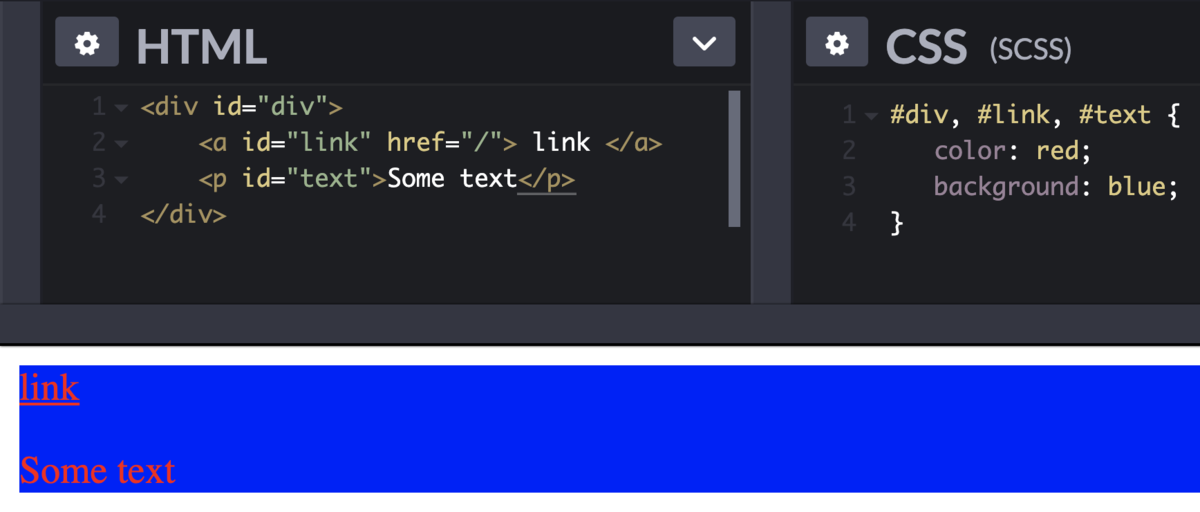 HTML
1 <div id="div">
2 <a id="link" href="/"> link </a>
3 <p id="text">Some text</p>
4 </div>
CSS (SCSS)
1 #div, #link, #text {
2 color: red;
3 background: blue;
4 }
link
Some text